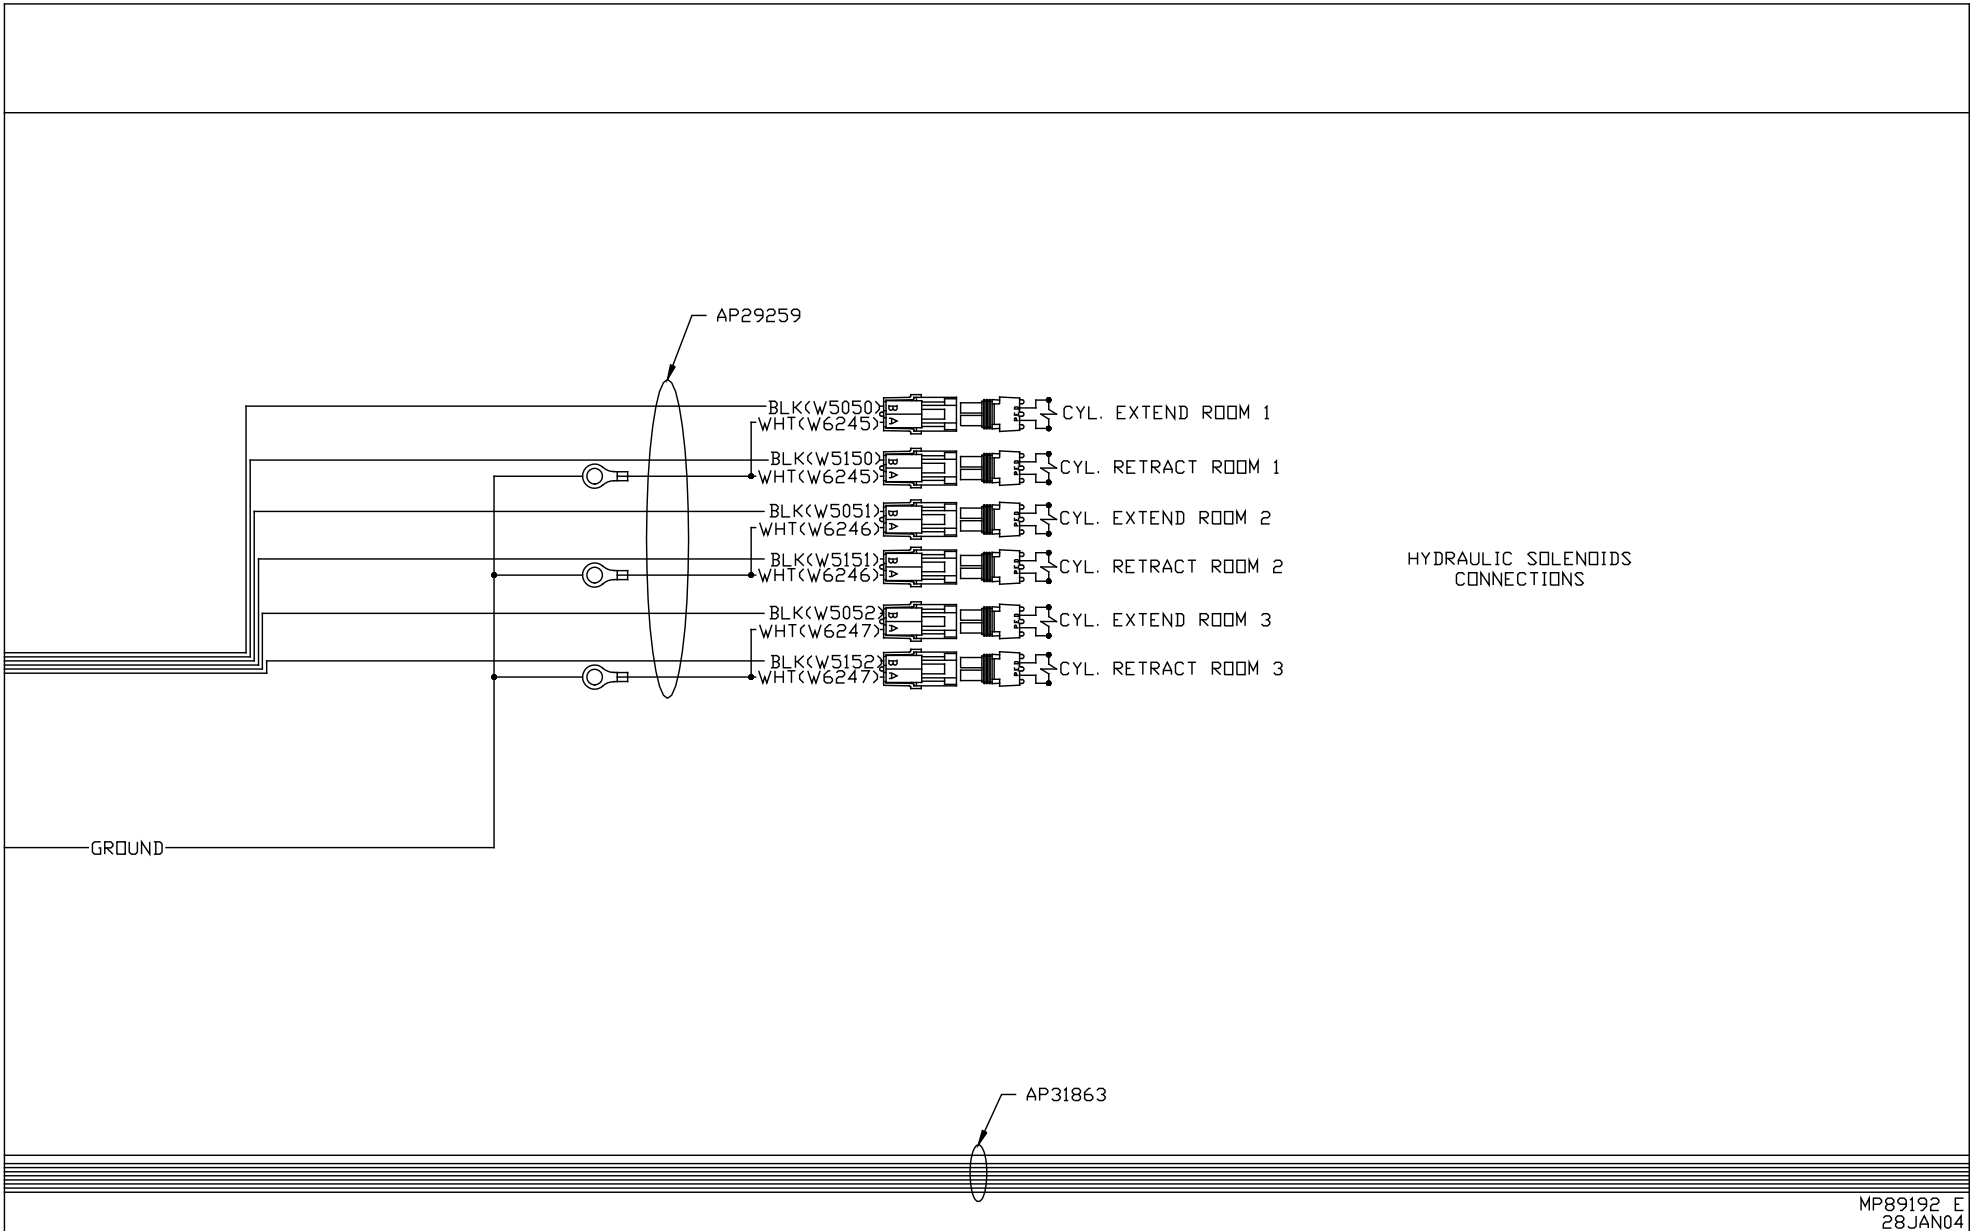 AP29259
BLK(W5050)
WHT(W6245)
B
A
CYL. EXTEND ROOM 1
BLK(W5150)
WHT(W6245)
B
A
CYL. RETRACT ROOM 1
BLK(W5051)
WHT(W6246)
B
A
CYL. EXTEND ROOM 2
BLK(W5151)
WHT(W6246)
B
A
CYL. RETRACT ROOM 2
HYDRAULIC SOLENOIDS
CONNECTIONS
BLK(W5052)
WHT(W6247)
B
A
CYL. EXTEND ROOM 3
BLK(W5152)
WHT(W6247)
B
A
CYL. RETRACT ROOM 3
GROUND
AP31863
MP89192 E
28JAN04